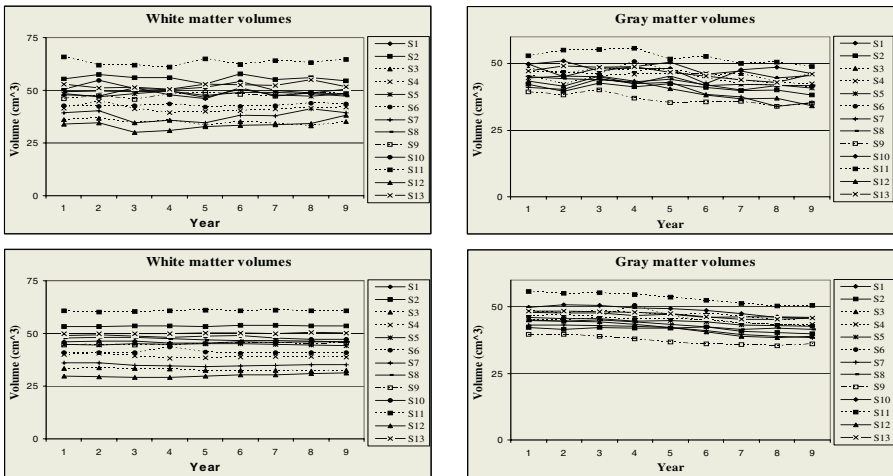 White matter volumes
Volume (cm^3)
75
50
25
0
1 2 3 4 5 6 7 8 9
Year
S1
S2
S3
S4
S5
S6
S7
S8
S9
S10
S11
S12
S13
Gray matter volumes
Volume (cm^3)
50
25
0
1 2 3 4 5 6 7 8 9
Year
S1
S2
S3
S4
S5
S6
S7
S8
S9
S10
S11
S12
S13
White matter volumes
Volume (cm^3)
75
50
25
0
1 2 3 4 5 6 7 8 9
Year
S1
S2
S3
S4
S5
S6
S7
S8
S9
S10
S11
S12
S13
Gray matter volumes
Volume (cm^3)
50
25
0
1 2 3 4 5 6 7 8 9
Year
S1
S2
S3
S4
S5
S6
S7
S8
S9
S10
S11
S12
S13